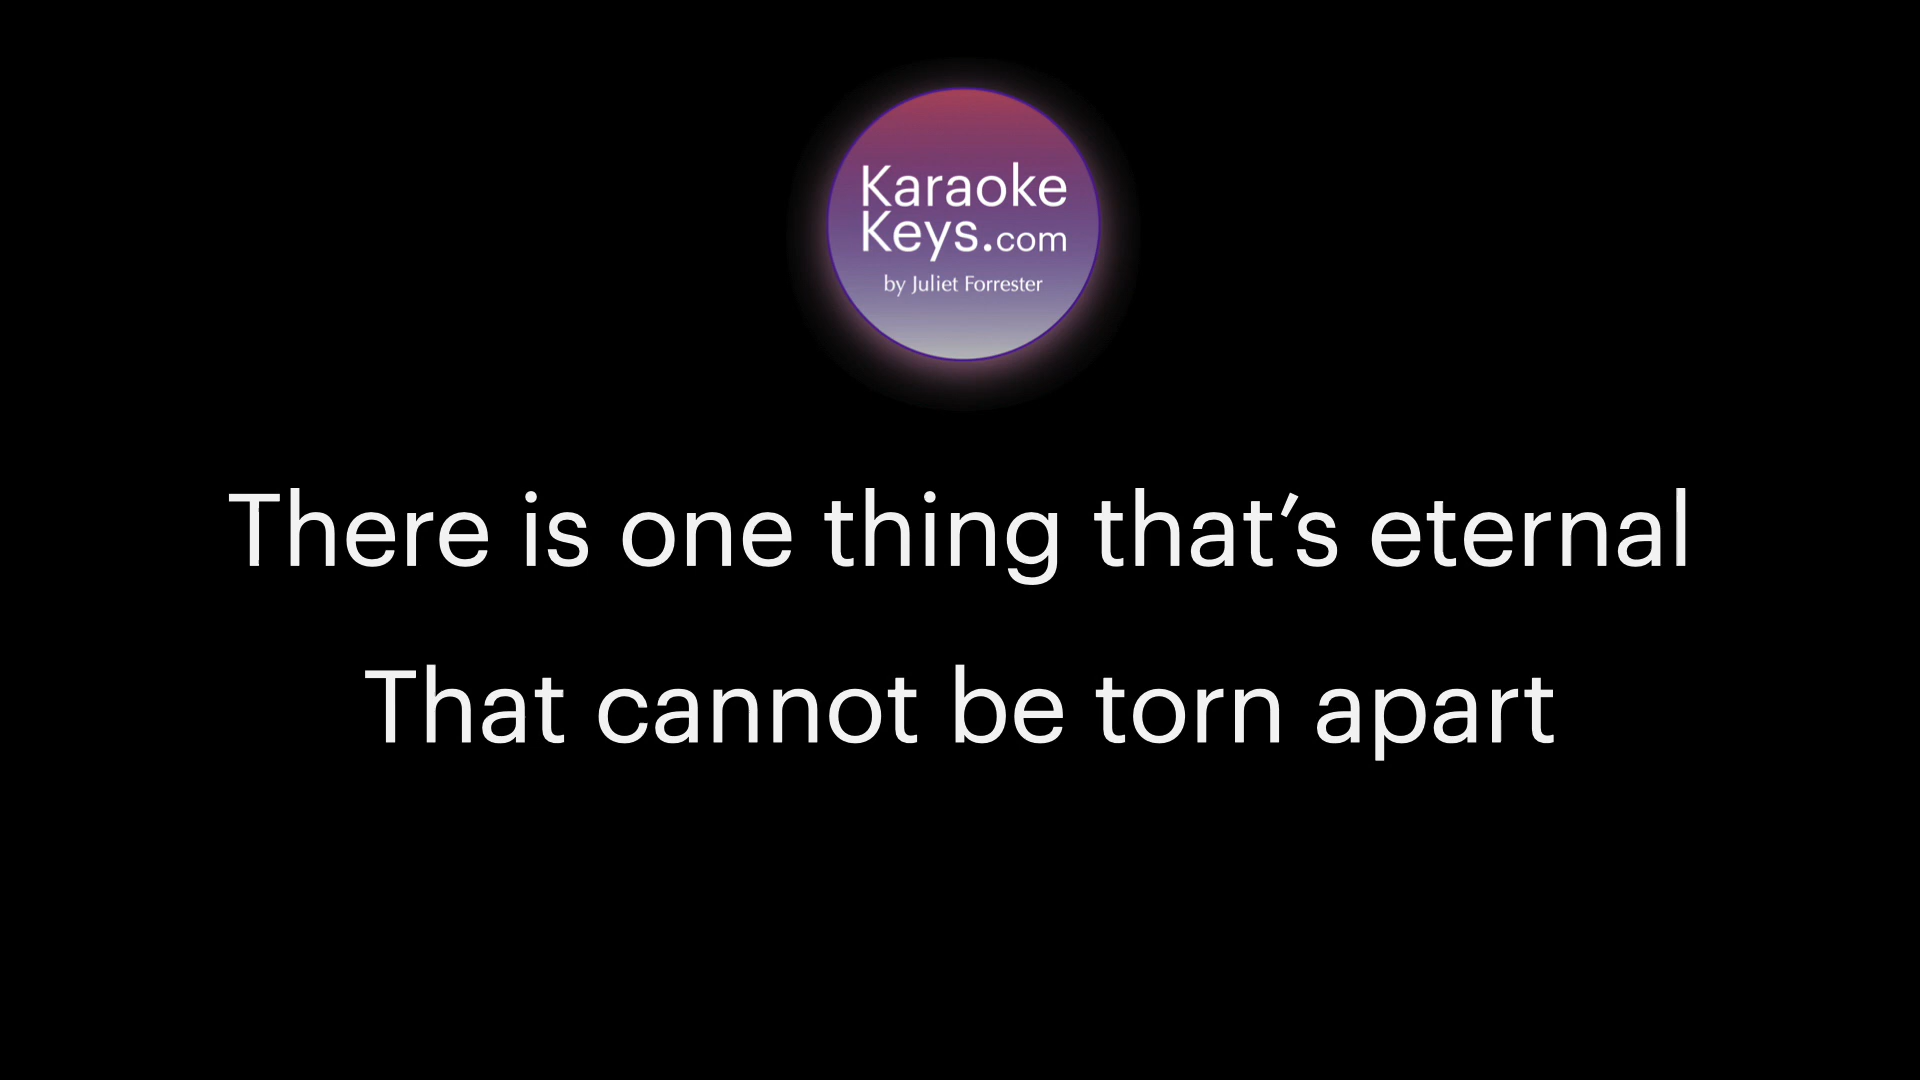 Karaoke
Keys.com
by Juliet Forrester
There is one thing that’s eternal
That cannot be torn apart